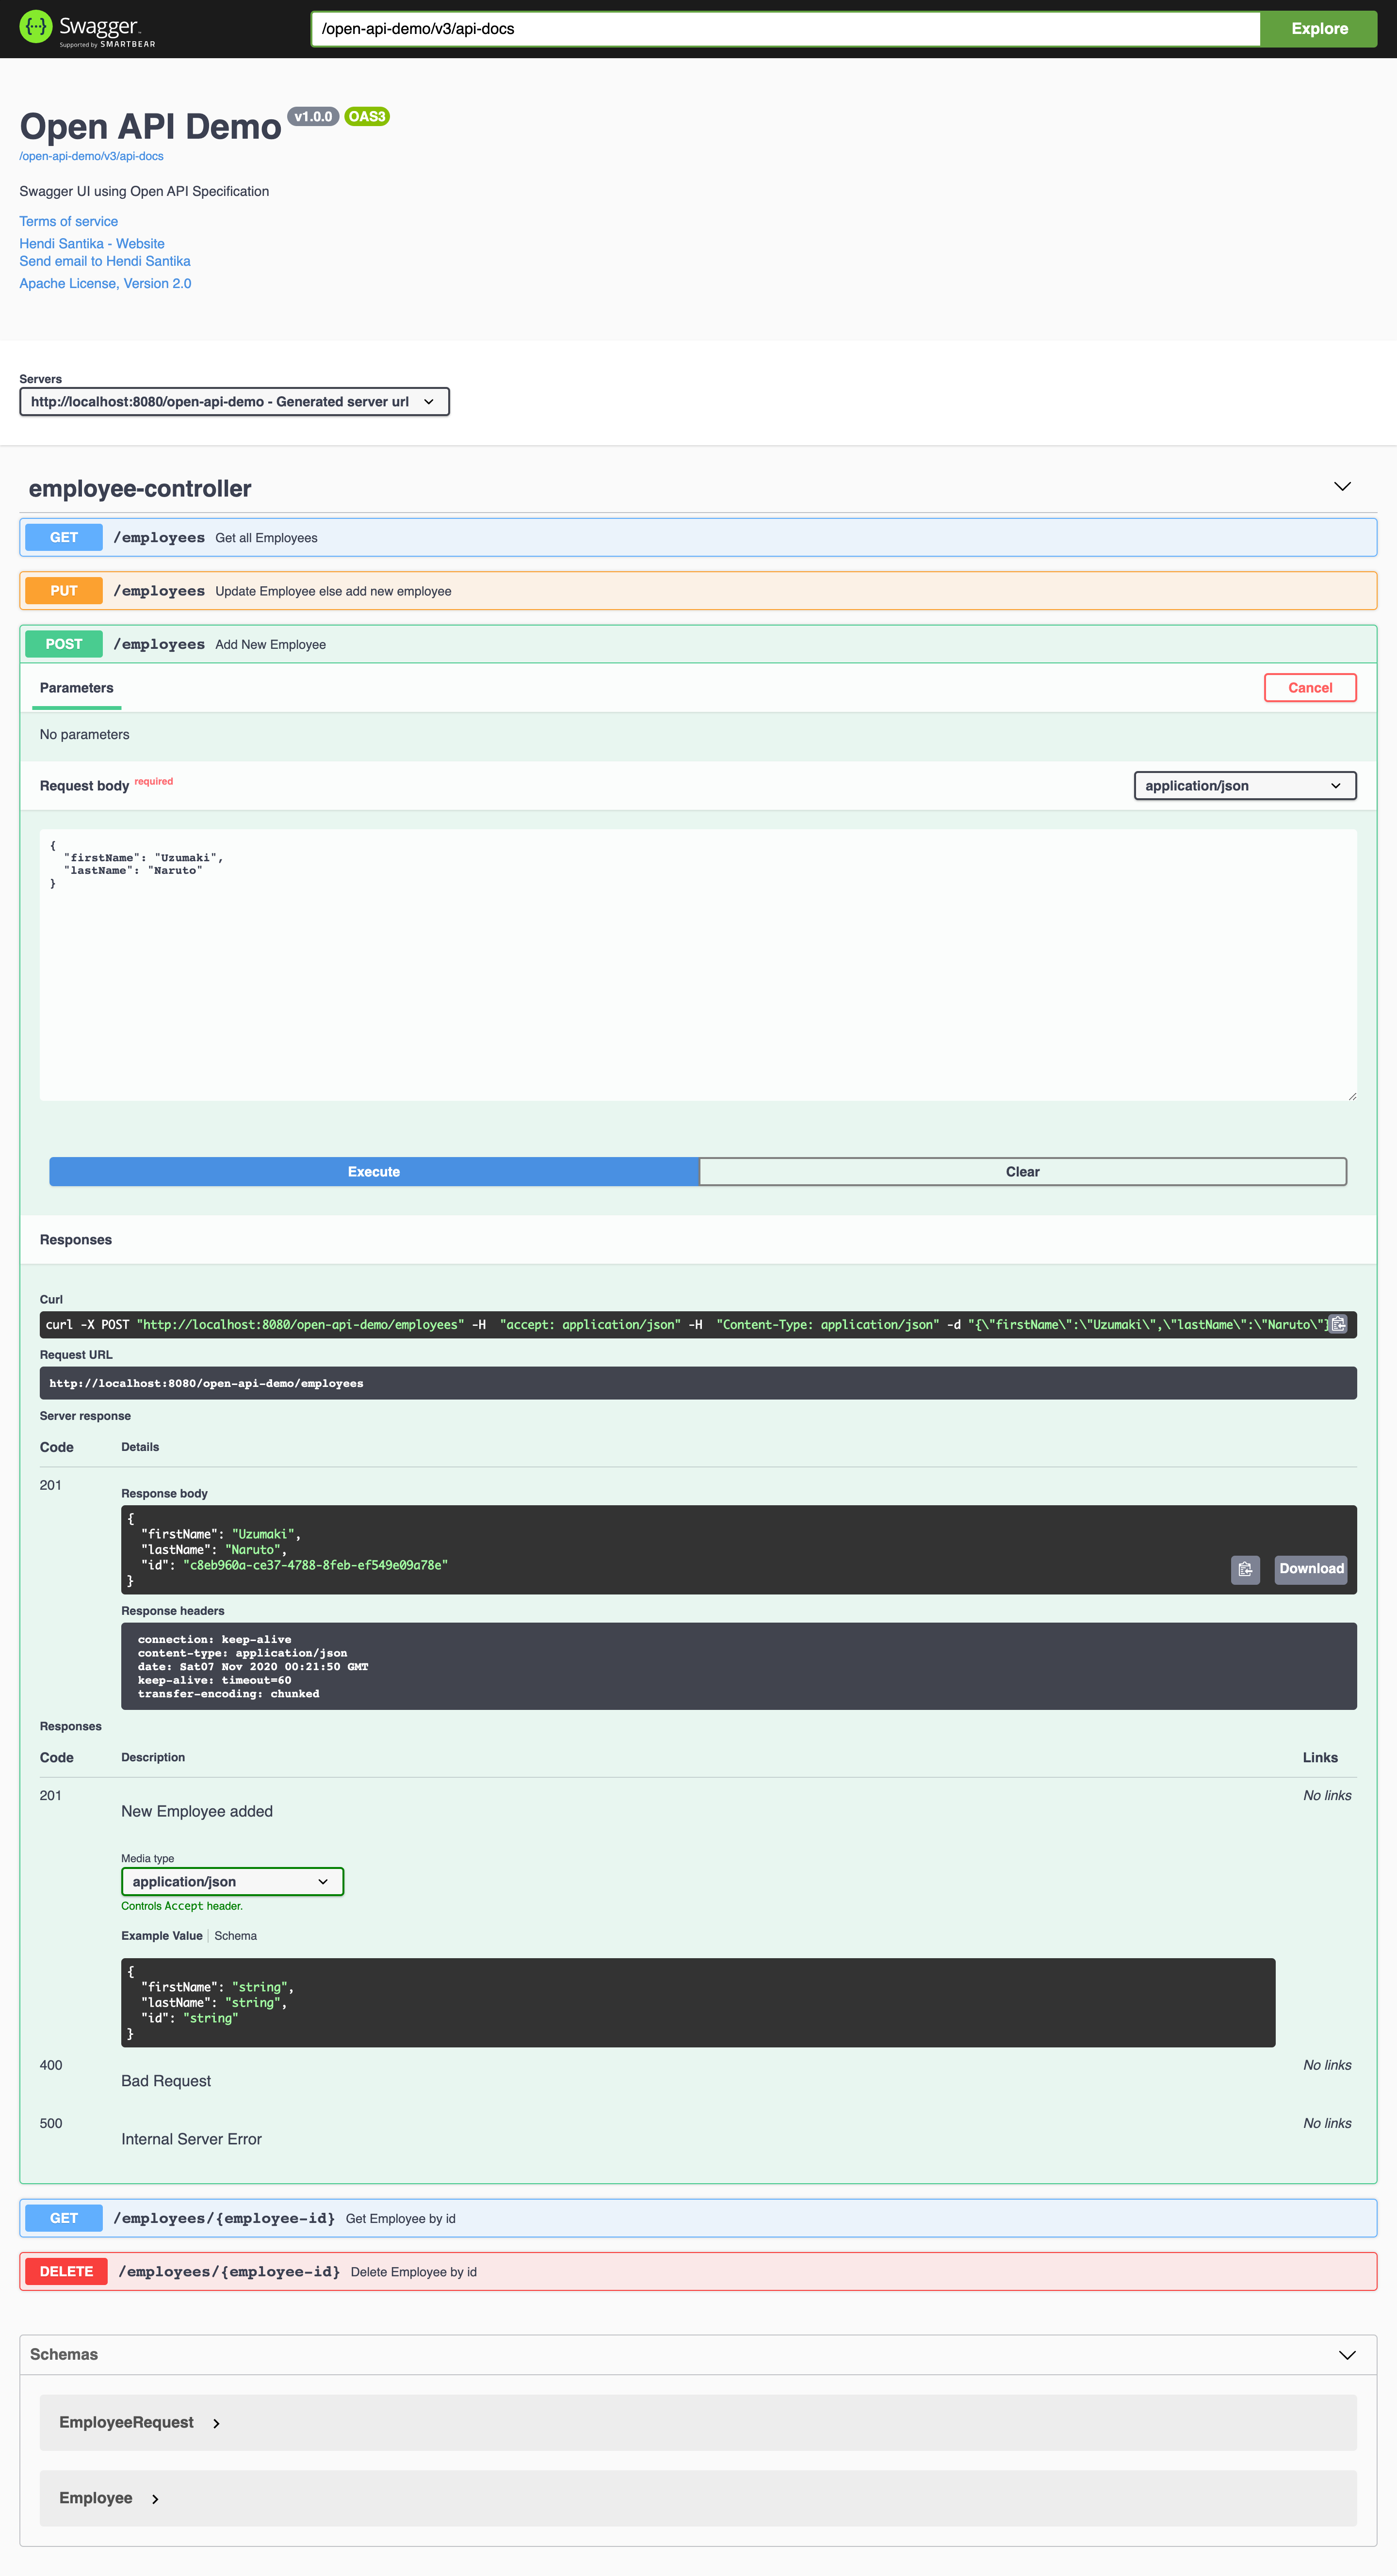 Swagger
Supported by SMARTBEAR
/open-api-demo/v3/api-docs
Explore
Open API Demo v1.0.0 OAS3
/open-api-demo/v3/api-docs
Swagger UI using Open API Specification
Terms of service
Hendi Santika - Website
Send email to Hendi Santika
Apache License, Version 2.0
Servers
http://localhost:8080/open-api-demo - Generated server url
employee-controller
GET /employees Get all Employees
PUT /employees Update Employee else add new employee
POST /employees Add New Employee
Parameters Cancel
No parameters
Request body required application/json
{
  "firstName": "Uzumaki",
  "lastName": "Naruto"
}
Execute Clear
Responses
Curl
curl -X POST "http://localhost:8080/open-api-demo/employees" -H  "accept: application/json" -H  "Content-Type: application/json" -d "{\"firstName\":\"Uzumaki\",\"lastName\":\"Naruto\"}
Request URL
http://localhost:8080/open-api-demo/employees
Server response
Code Details
201
Response body
{
  "firstName": "Uzumaki",
  "lastName": "Naruto",
  "id": "c8eb960a-ce37-4788-8feb-ef549e09a78e"
}
Download
Response headers
connection: keep-alive
content-type: application/json
date: Sat07 Nov 2020 00:21:50 GMT
keep-alive: timeout=60
transfer-encoding: chunked
Responses
Code Description Links
201 No links
New Employee added
Media type
application/json
Controls Accept header.
Example Value Schema
{
  "firstName": "string",
  "lastName": "string",
  "id": "string"
}
400 No links
Bad Request
500 No links
Internal Server Error
GET /employees/{employee-id} Get Employee by id
DELETE /employees/{employee-id} Delete Employee by id
Schemas
EmployeeRequest
Employee